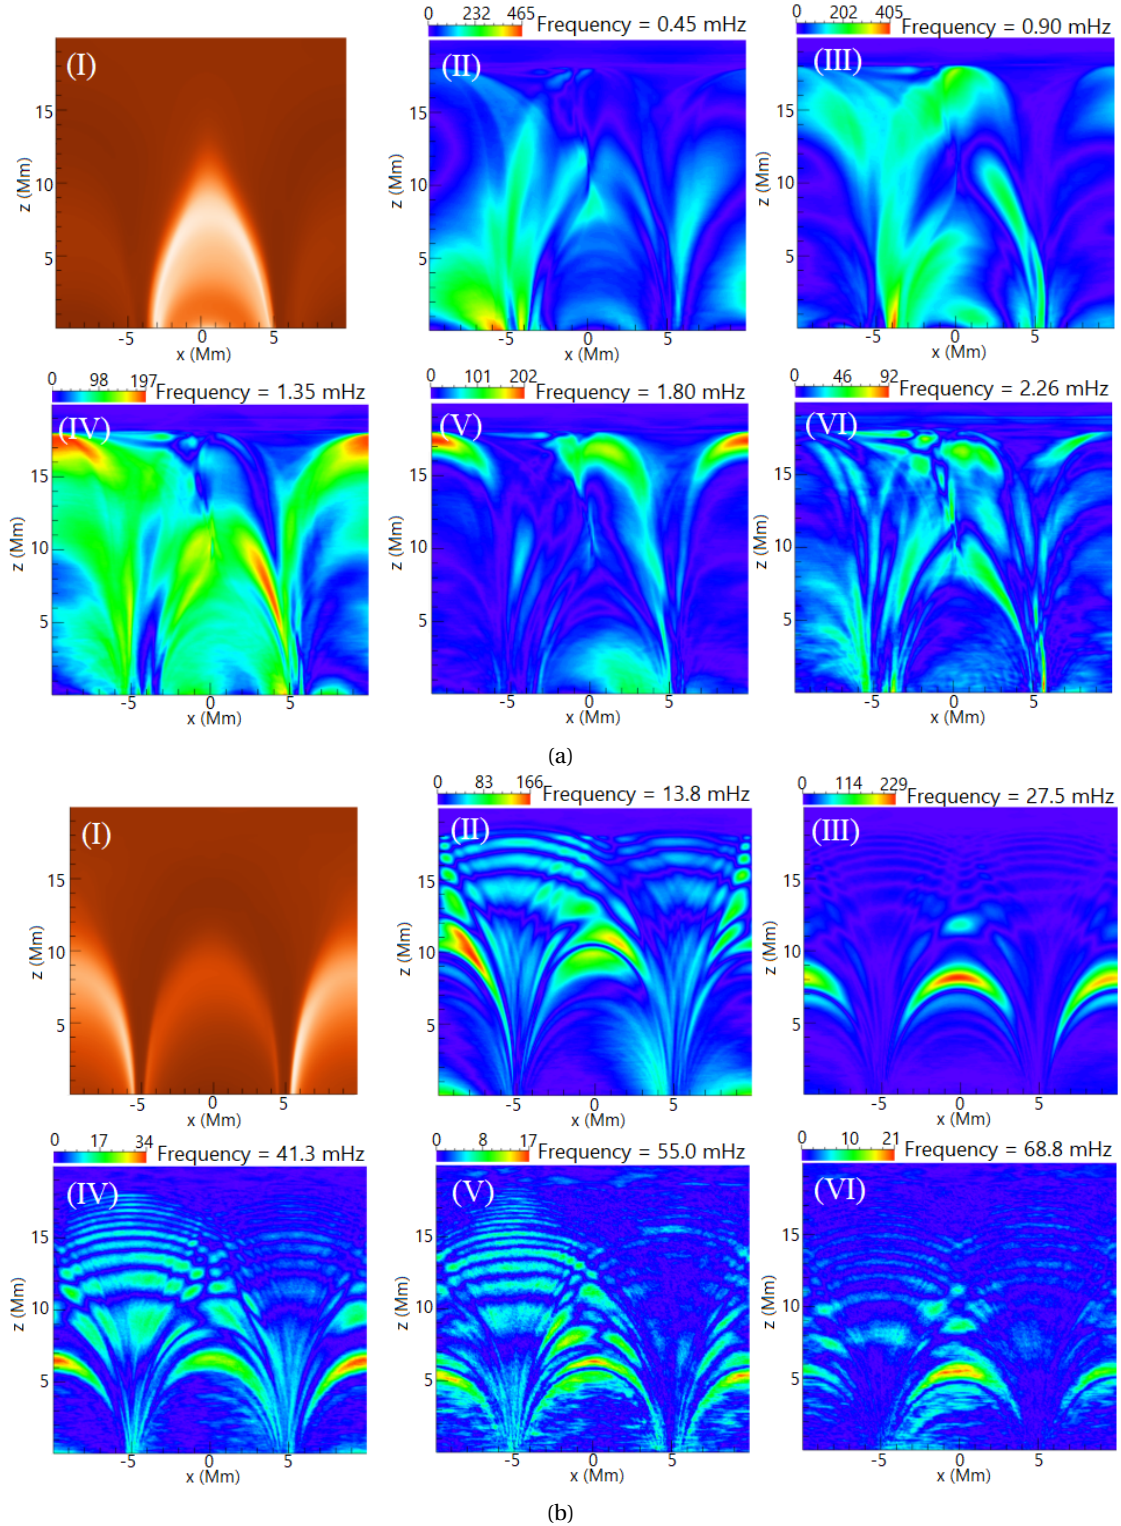 0 232 465 Frequency = 0.45 mHz
0 202 405 Frequency = 0.90 mHz
(I)
(II)
(III)
z (Mm)
15
10
5
-5 0 5
x (Mm)
z (Mm)
15
10
5
-5 0 5
x (Mm)
z (Mm)
15
10
5
-5 0 5
x (Mm)
0 98 197 Frequency = 1.35 mHz
0 101 202 Frequency = 1.80 mHz
0 46 92 Frequency = 2.26 mHz
(IV)
(V)
(VI)
z (Mm)
15
10
5
-5 0 5
x (Mm)
z (Mm)
15
10
5
-5 0 5
x (Mm)
z (Mm)
15
10
5
-5 0 5
x (Mm)
(a)
0 83 166 Frequency = 13.8 mHz
0 114 229 Frequency = 27.5 mHz
(I)
(II)
(III)
z (Mm)
15
10
5
-5 0 5
x (Mm)
z (Mm)
15
10
5
-5 0 5
x (Mm)
z (Mm)
15
10
5
-5 0 5
x (Mm)
0 17 34 Frequency = 41.3 mHz
0 8 17 Frequency = 55.0 mHz
0 10 21 Frequency = 68.8 mHz
(IV)
(V)
(VI)
z (Mm)
15
10
5
-5 0 5
x (Mm)
z (Mm)
15
10
5
-5 0 5
x (Mm)
z (Mm)
15
10
5
-5 0 5
x (Mm)
(b)